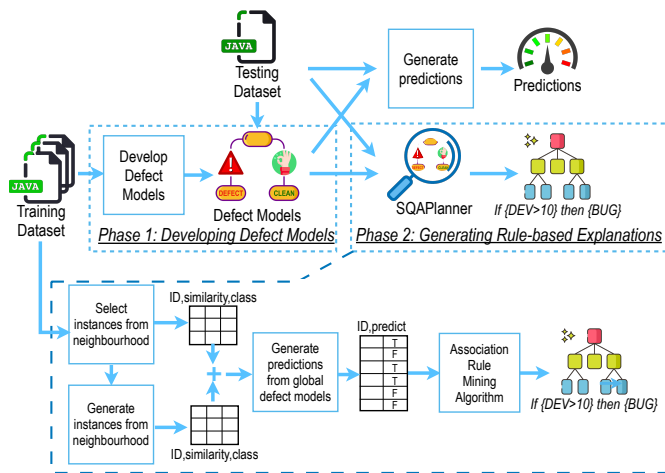 JAVA
Testing
Dataset
Generate
predictions
Predictions
JAVA
Training
Dataset
Develop
Defect
Models
DEFECT
CLEAN
Defect Models
Phase 1: Developing Defect Models
DEFECT
CLEAN
SQAPlanner
If {DEV>10} then {BUG}
Phase 2: Generating Rule-based Explanations
Select
instances from
neighbourhood
ID,similarity,class
Generate
instances from
neighbourhood
ID,similarity,class
+
Generate
predictions
from global
defect models
ID,predict
T
F
T
T
F
F
Association
Rule
Mining
Algorithm
If {DEV>10} then {BUG}